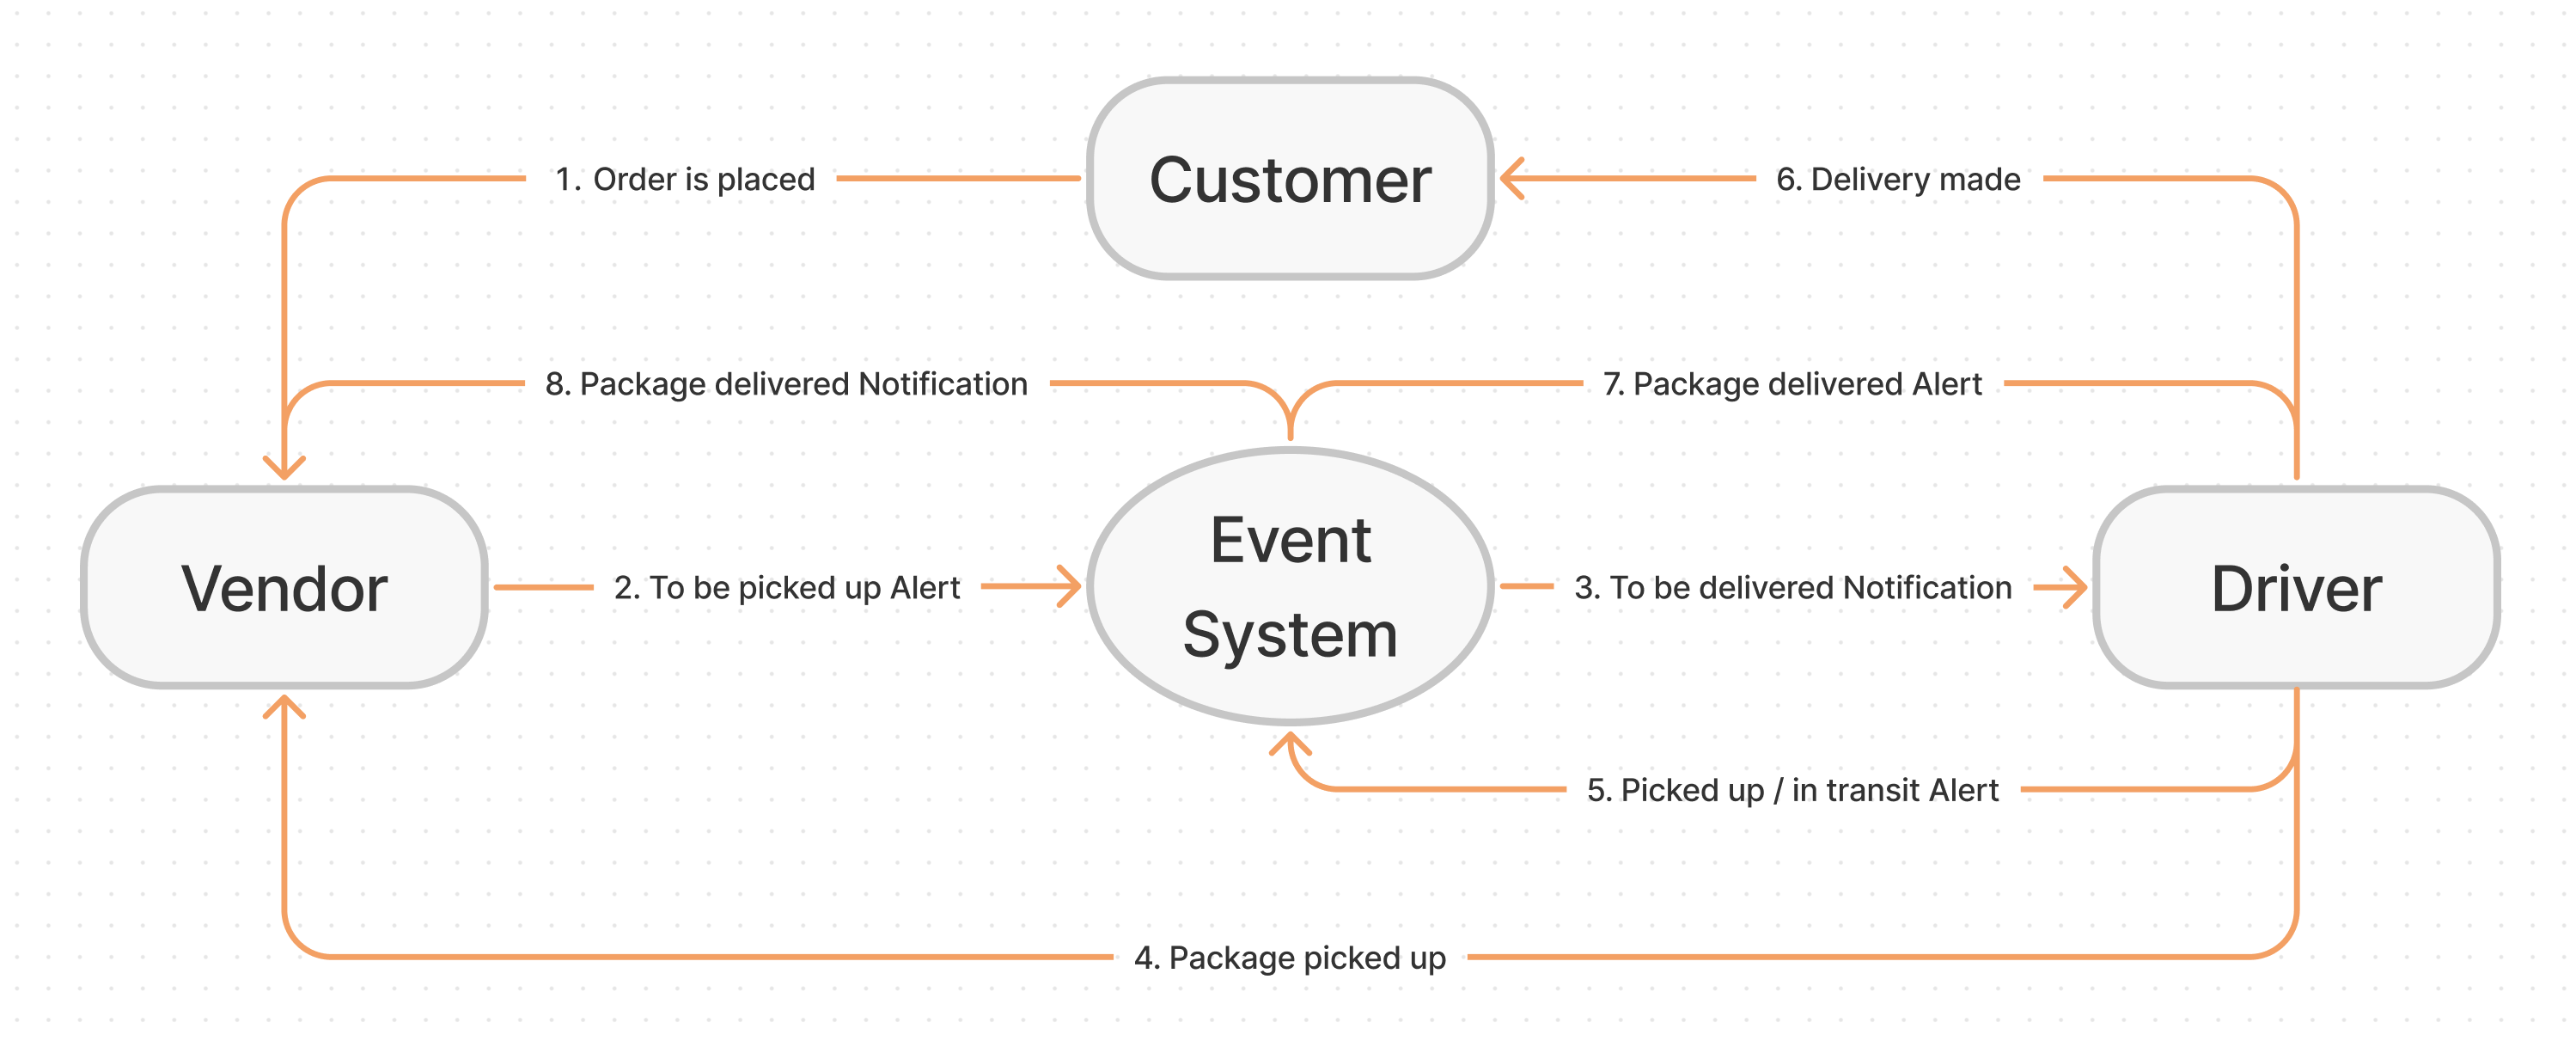 Customer
1. Order is placed
6. Delivery made
8. Package delivered Notification
7. Package delivered Alert
Vendor
2. To be picked up Alert
Event
System
3. To be delivered Notification
Driver
5. Picked up / in transit Alert
4. Package picked up